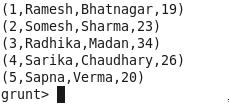 (1,Ramesh,Bhatnagar,19)
(2,Somesh,Sharma,23)
(3,Radhika,Madan,34)
(4,Sarika,Chaudhary,26)
(5,Sapna,Verma,20)
grunt>